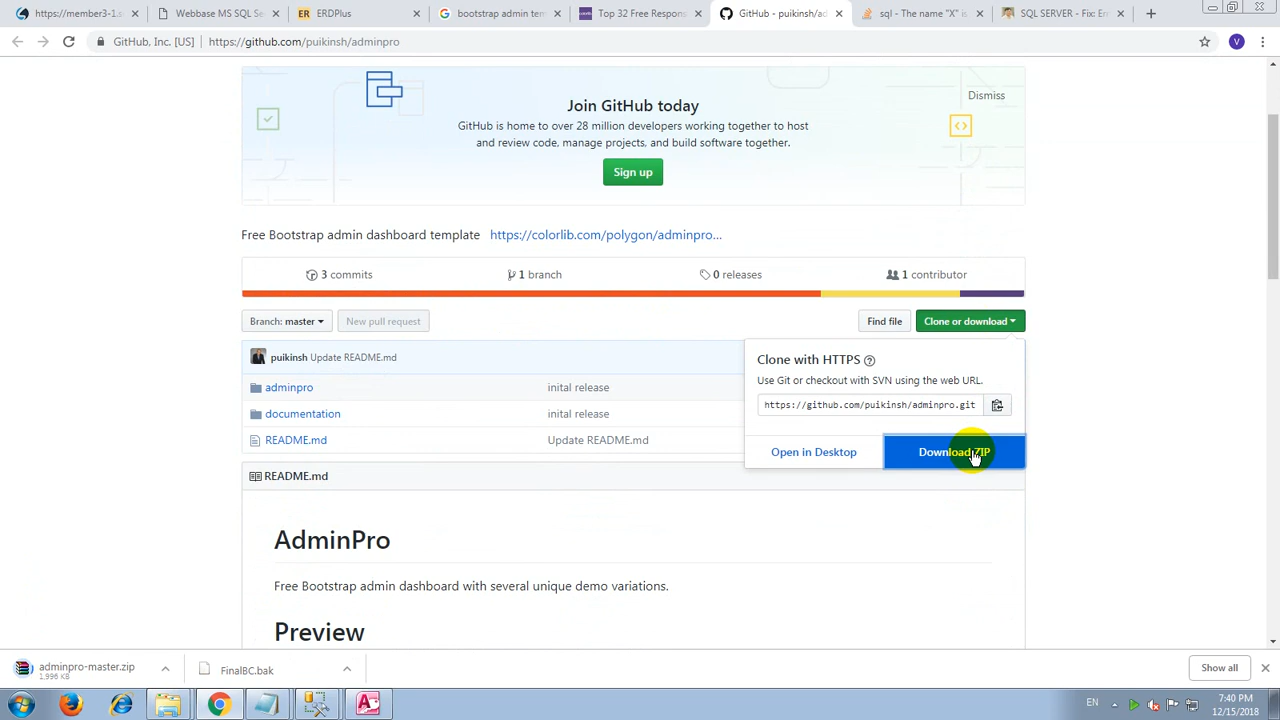 https://member3-1.s
Webbase MS SQL Se
ERDPlus
bootstrap admin tem
Top 32 Free Respons
GitHub - puikinsh/ad
sql - The name "X" is
SQL SERVER - Fix: Er
GitHub, Inc. [US]
https://github.com/puikinsh/adminpro
V
Join GitHub today
Dismiss
GitHub is home to over 28 million developers working together to host
and review code, manage projects, and build software together.
Sign up
Free Bootstrap admin dashboard template https://colorlib.com/polygon/adminpro...
3 commits
1 branch
0 releases
1 contributor
Branch: master
New pull request
Find file
Clone or download
puikinsh Update README.md
Clone with HTTPS
Use Git or checkout with SVN using the web URL.
https://github.com/puikinsh/adminpro.git
Open in Desktop
Download ZIP
adminpro
inital release
documentation
inital release
README.md
Update README.md
README.md
AdminPro
Free Bootstrap admin dashboard with several unique demo variations.
Preview
adminpro-master.zip
1,996 KB
FinalBC.bak
Show all
EN
7:40 PM
12/15/2018